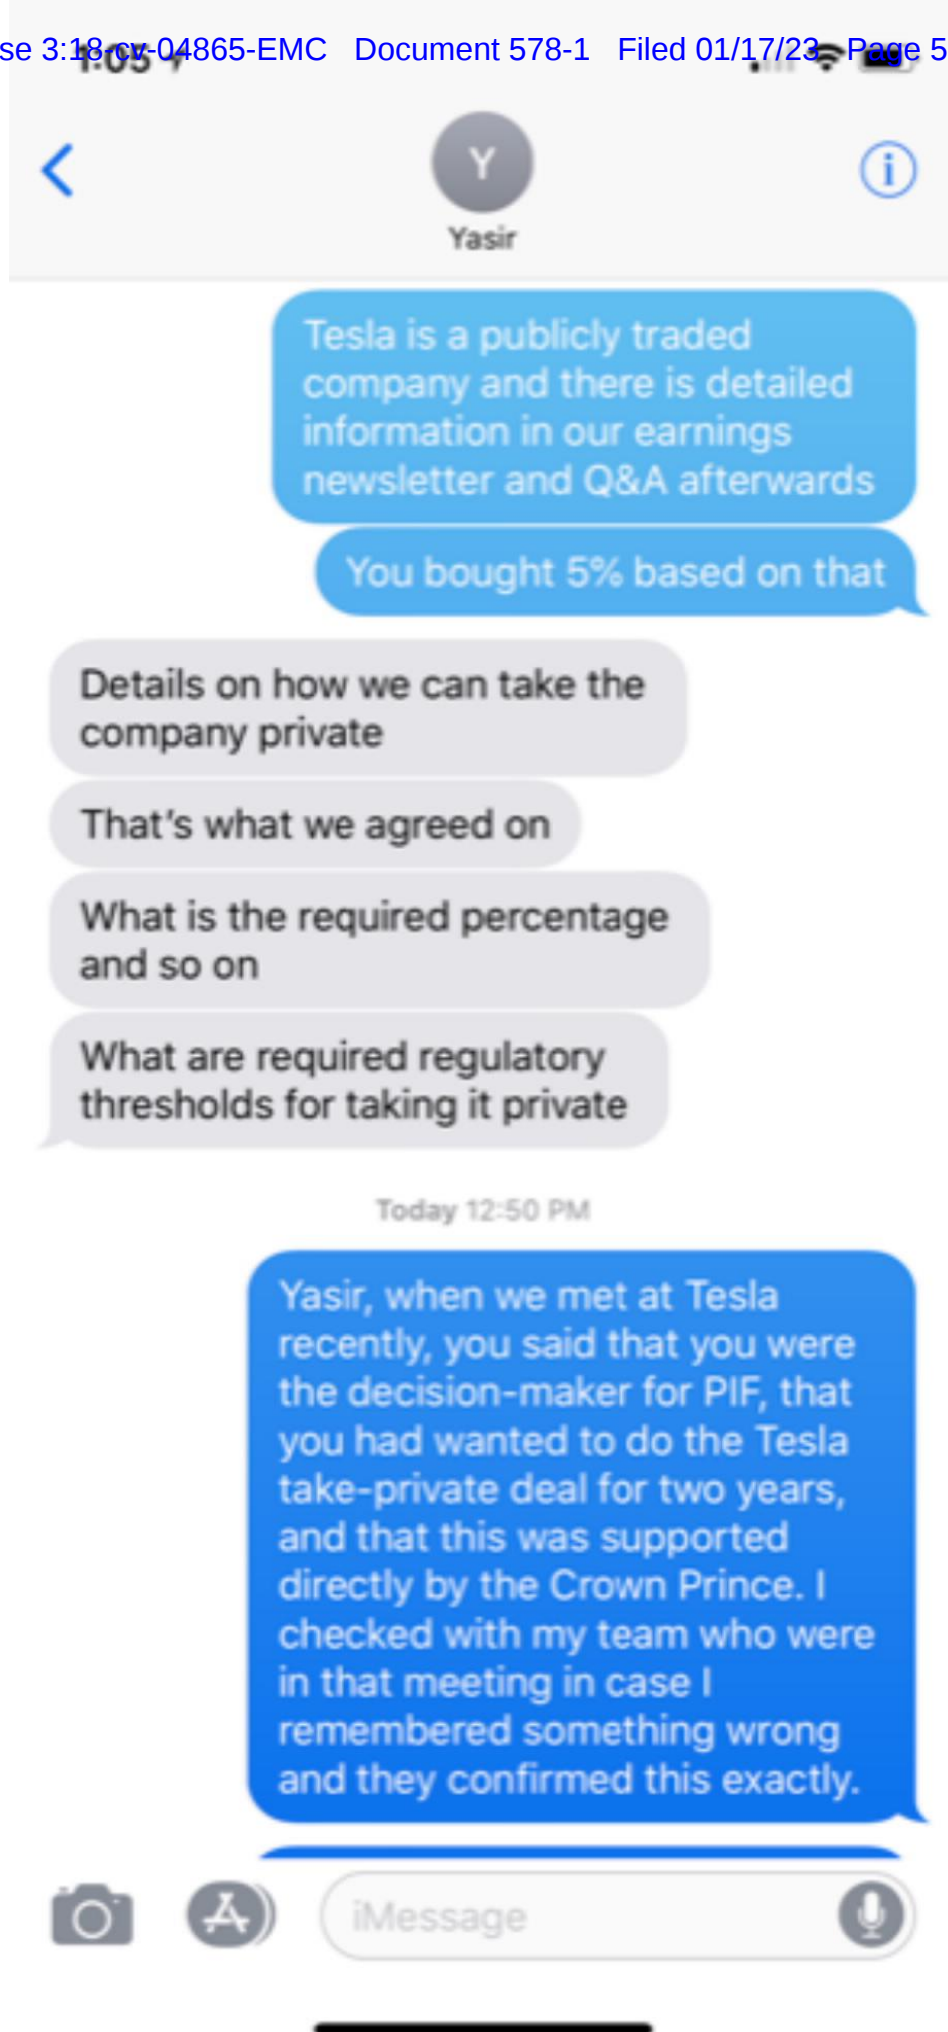 se 3:18-cv-04865-EMC Document 578-1 Filed 01/17/23 Page 5
1:05
Y
Yasir
Tesla is a publicly traded
company and there is detailed
information in our earnings
newsletter and Q&A afterwards
You bought 5% based on that
Details on how we can take the
company private
That's what we agreed on
What is the required percentage
and so on
What are required regulatory
thresholds for taking it private
Today 12:50 PM
Yasir, when we met at Tesla
recently, you said that you were
the decision-maker for PIF, that
you had wanted to do the Tesla
take-private deal for two years,
and that this was supported
directly by the Crown Prince. I
checked with my team who were
in that meeting in case I
remembered something wrong
and they confirmed this exactly.
iMessage